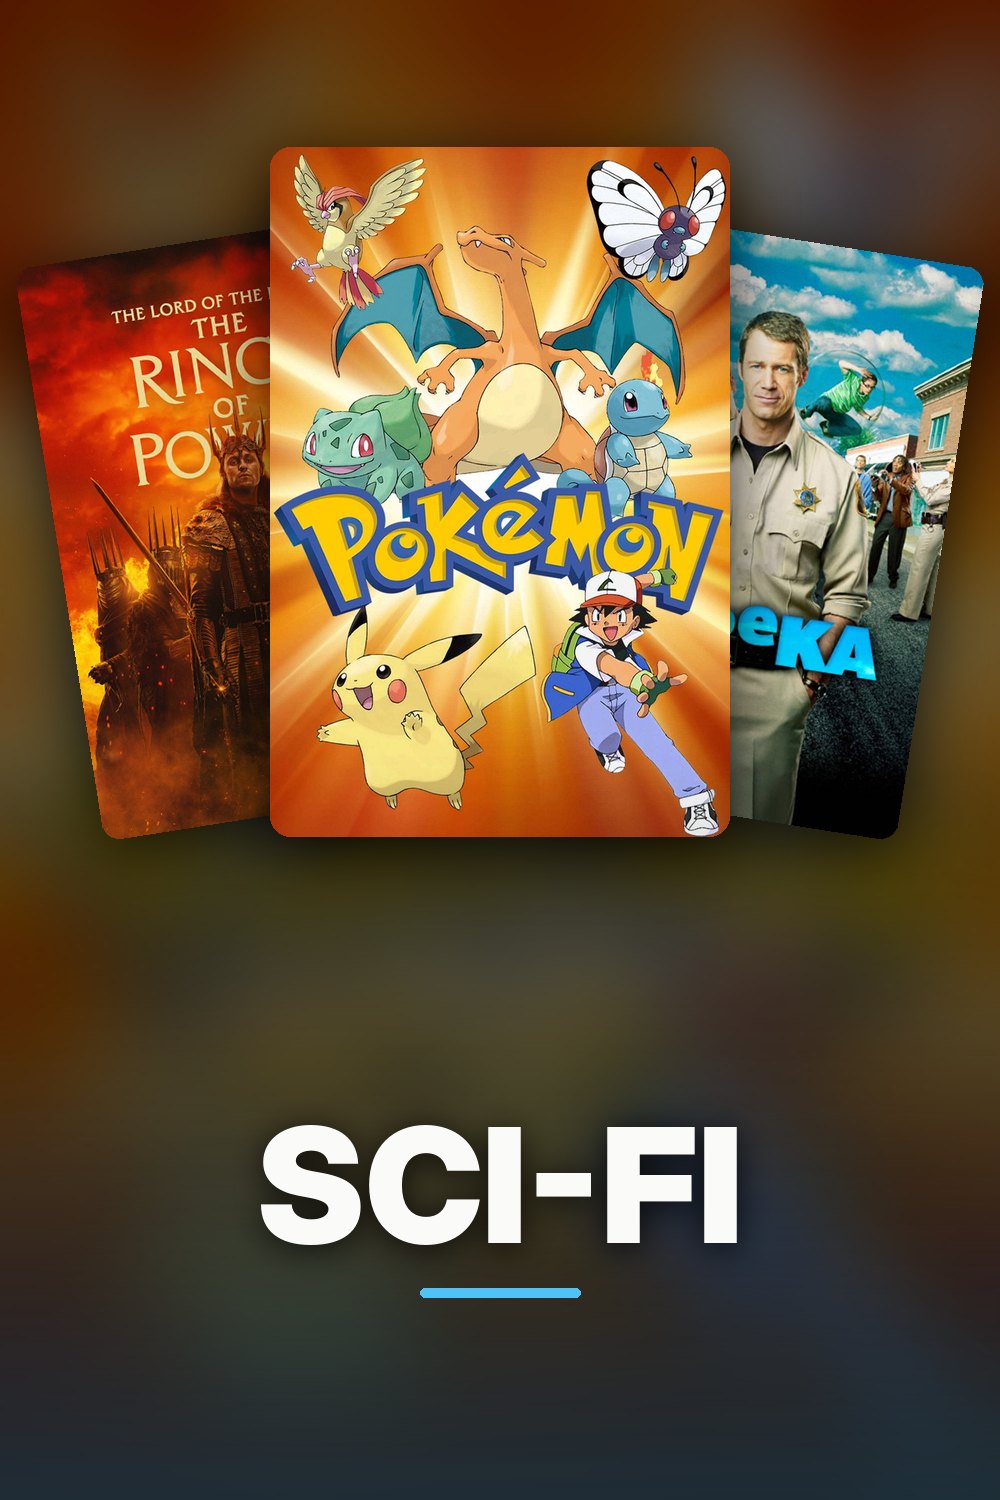 THE LORD OF THE
THE
RING
OF
POW
POKéMON
eKA
SCI-FI